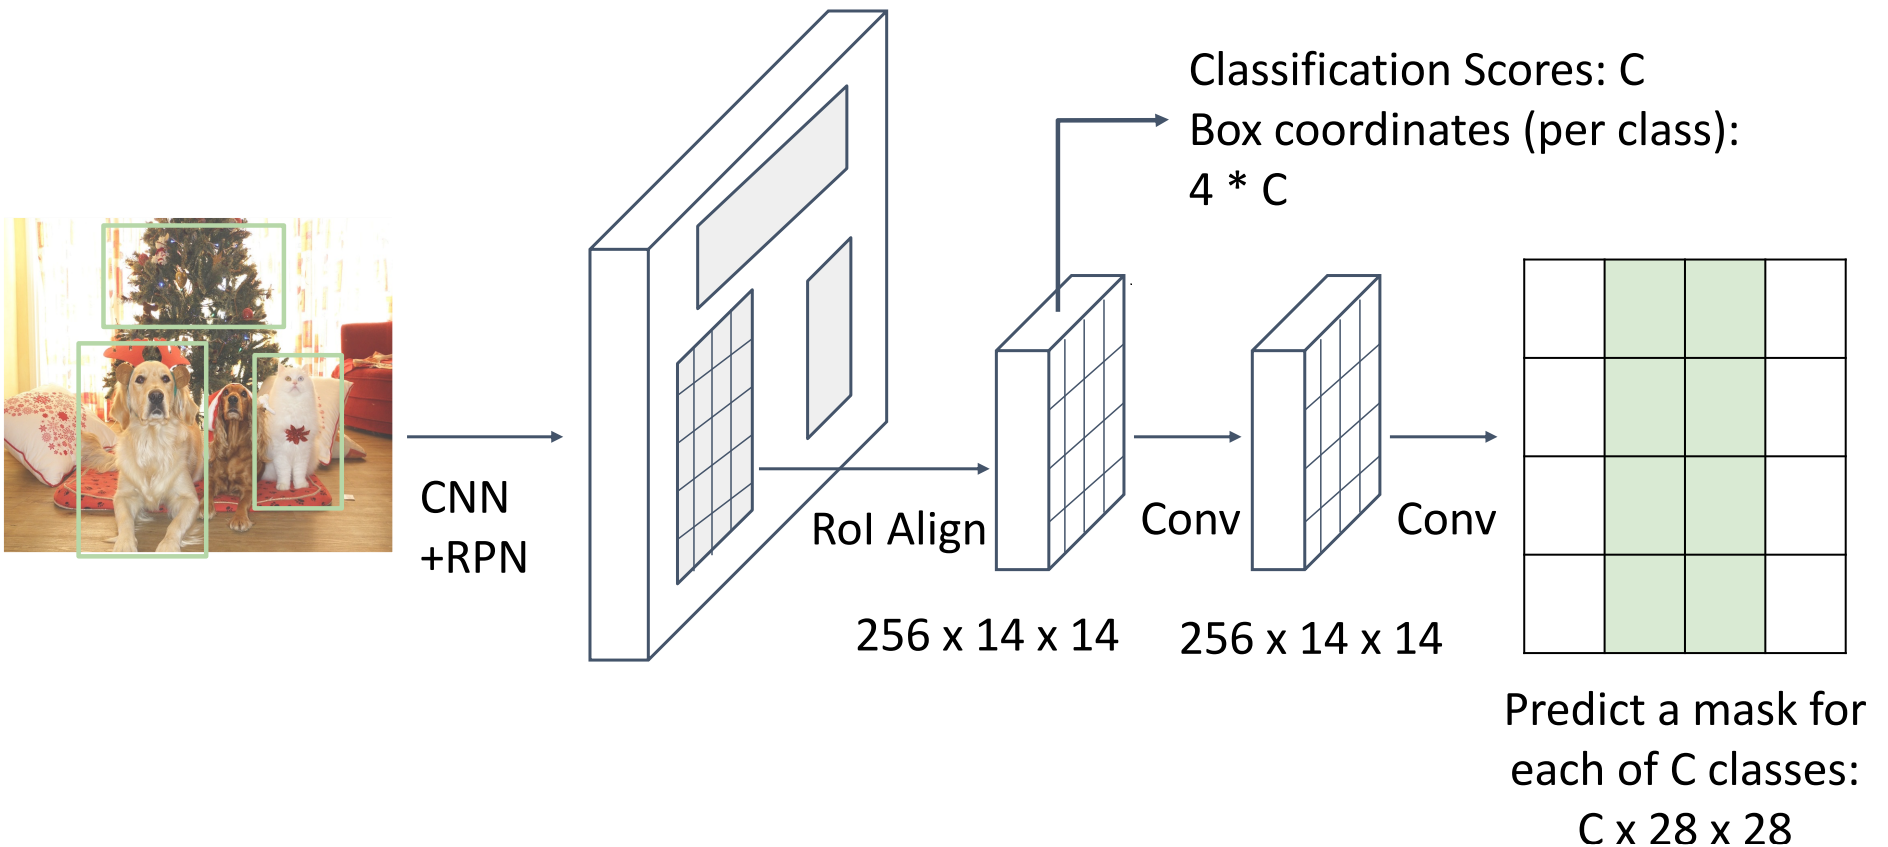 Classification Scores: C
Box coordinates (per class):
4 * C
CNN
+RPN
RoI Align
Conv
Conv
256 x 14 x 14
256 x 14 x 14
Predict a mask for
each of C classes:
C x 28 x 28